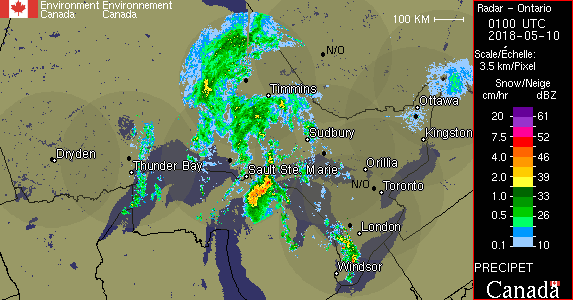 Environment Environnement
Canada Canada
100 KM
N/O
Timmins
Ottawa
Sudbury
Kingston
Dryden
Thunder Bay
Sault Ste. Marie
Orillia
N/O
Toronto
London
Windsor
Radar - Ontario
0100 UTC
2018-05-10
Scale/Échelle:
3.5 km/Pixel
Snow/Neige
cm/hr dBZ
20 61
7.5 52
4.0 46
2.0 39
1.0 33
0.5 26
0.1 10
PRECIPET
Canada